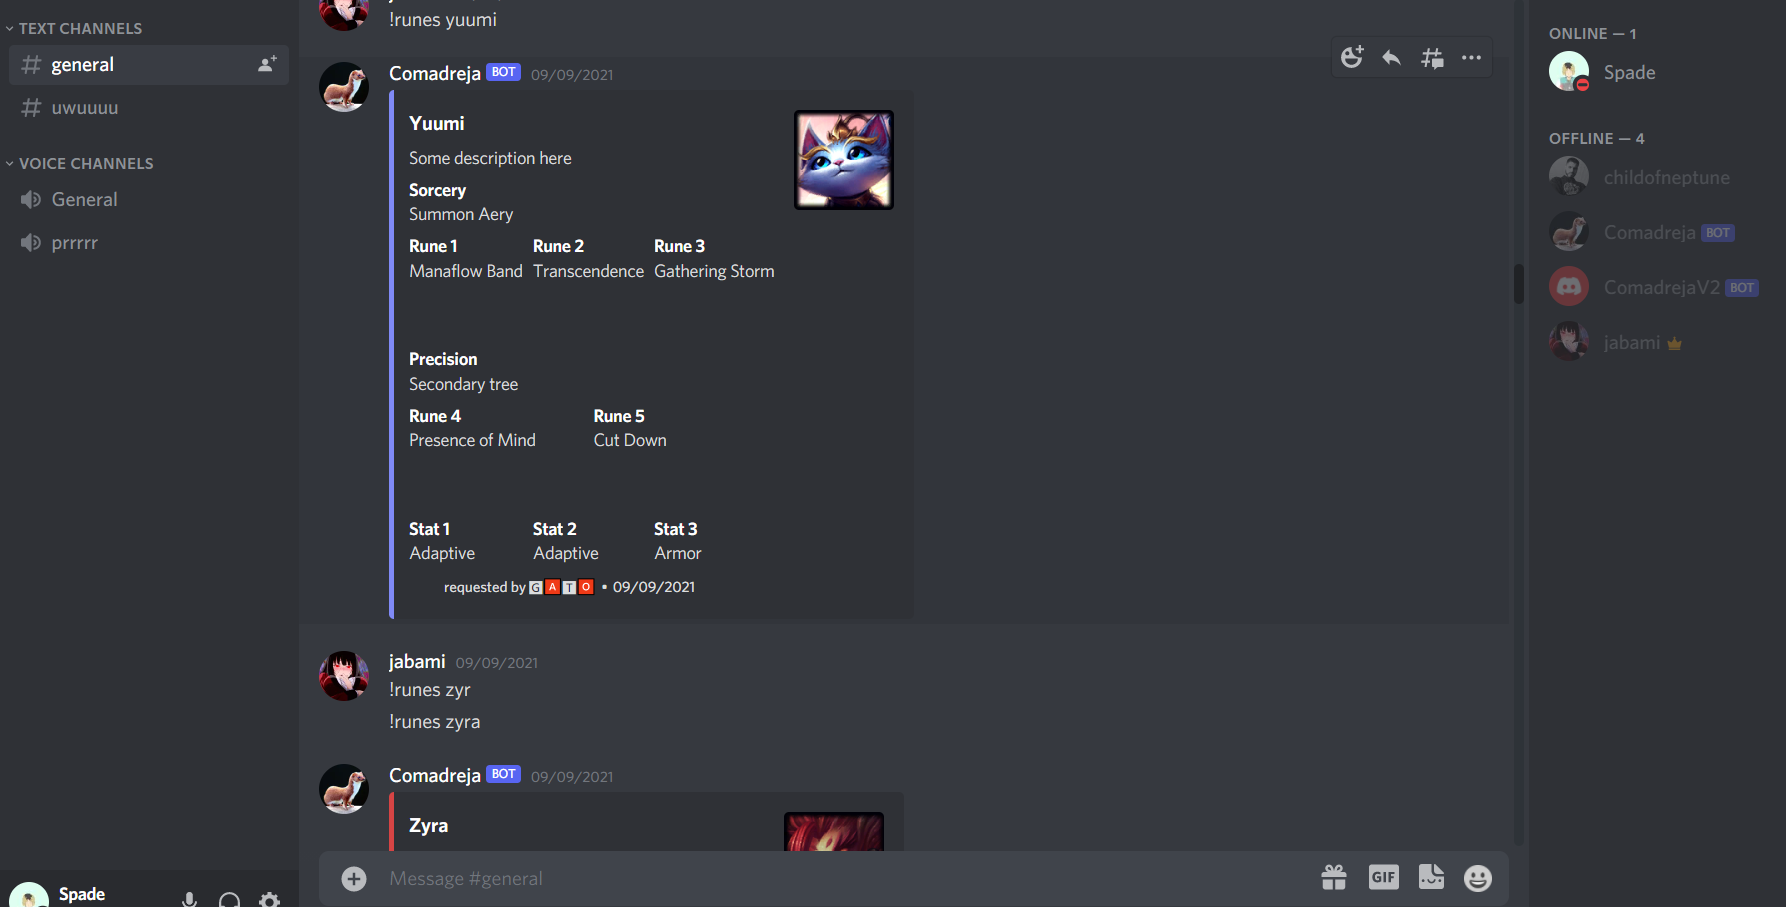 TEXT CHANNELS
general
uwuuuu
VOICE CHANNELS
General
prrrrr
Spade
!runes yuumi
Comadreja BOT 09/09/2021
Yuumi
Some description here
Sorcery
Summon Aery
Rune 1 Rune 2 Rune 3
Manaflow Band Transcendence Gathering Storm
Precision
Secondary tree
Rune 4 Rune 5
Presence of Mind Cut Down
Stat 1 Stat 2 Stat 3
Adaptive Adaptive Armor
requested by G A T O • 09/09/2021
jabami 09/09/2021
!runes zyr
!runes zyra
Comadreja BOT 09/09/2021
Zyra
Message #general
GIF
ONLINE — 1
Spade
OFFLINE — 4
childofneptune
Comadreja BOT
ComadrejaV2 BOT
jabami